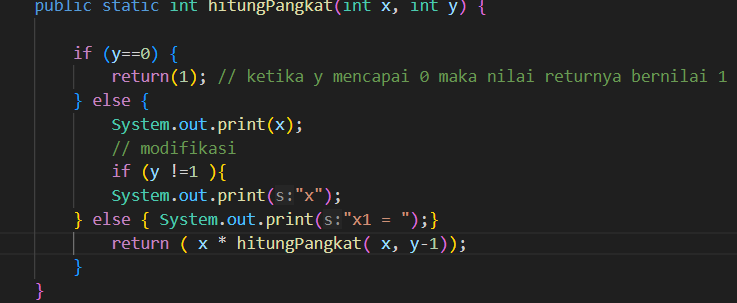 public static int hitungPangkat(int x, int y) {
if (y==0) {
return(1); // ketika y mencapai 0 maka nilai returnya bernilai 1
} else {
System.out.print(x);
// modifikasi
if (y !=1 ){
System.out.print(s:"x");
} else { System.out.print(s:"x1 = ");}
return ( x * hitungPangkat( x, y-1));
}
}